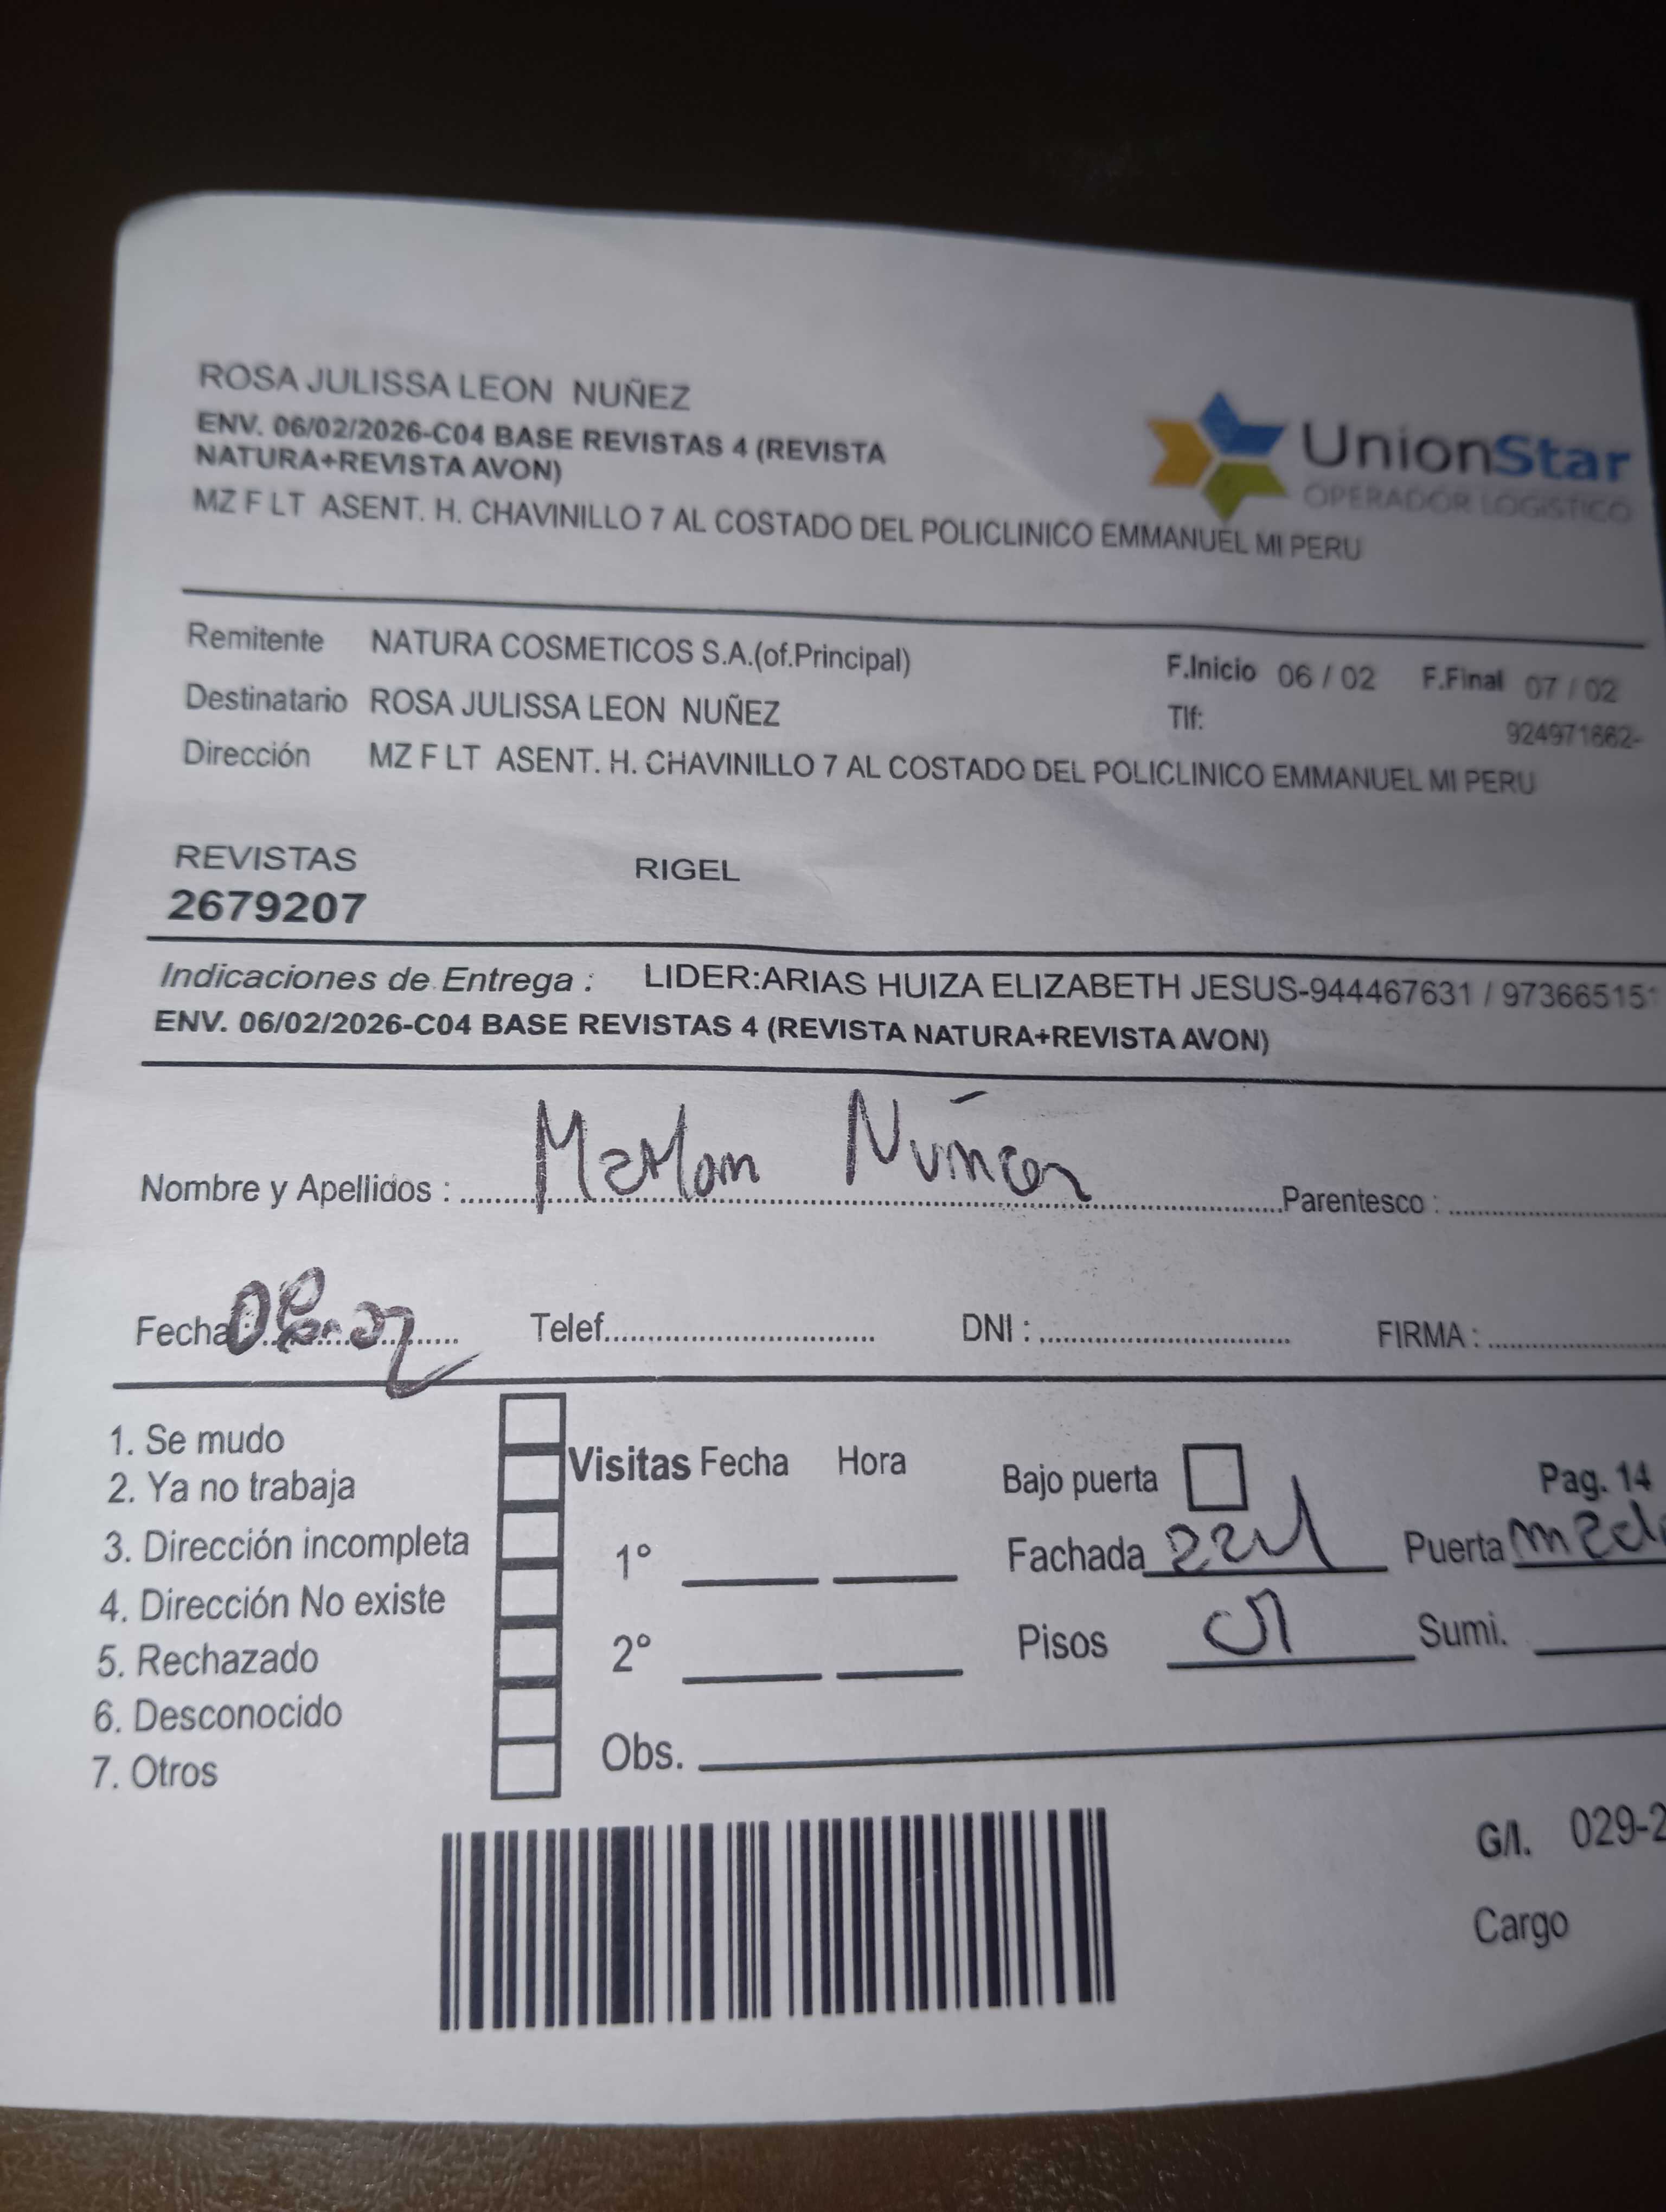 ROSA JULISSA LEON NUÑEZ
ENV. 06/02/2026-C04 BASE REVISTAS 4 (REVISTA
NATURA+REVISTA AVON)
MZ F LT ASENT. H. CHAVINILLO 7 AL COSTADO DEL POLICLINICO EMMANUEL MI PERU
UnionStar
OPERADOR LOGÍSTICO
Remitente NATURA COSMETICOS S.A.(of.Principal) F.Inicio 06 / 02 F.Final 07 / 02
Destinatario ROSA JULISSA LEON NUÑEZ Tlf: 924971662-
Dirección MZ F LT ASENT. H. CHAVINILLO 7 AL COSTADO DEL POLICLINICO EMMANUEL MI PERU
REVISTAS RIGEL
2679207
Indicaciones de Entrega : LIDER:ARIAS HUIZA ELIZABETH JESUS-944467631 / 97366515
ENV. 06/02/2026-C04 BASE REVISTAS 4 (REVISTA NATURA+REVISTA AVON)
Nombre y Apellidos : Núñez Parentesco :
Fecha : Telef. DNI : FIRMA :
1. Se mudo
2. Ya no trabaja
3. Dirección incompleta
4. Dirección No existe
5. Rechazado
6. Desconocido
7. Otros
Visitas Fecha Hora
1º
2º
Obs.
Bajo puerta Pag. 14
Fachada Puerta
Pisos Sumi.
G/I. 029-2
Cargo